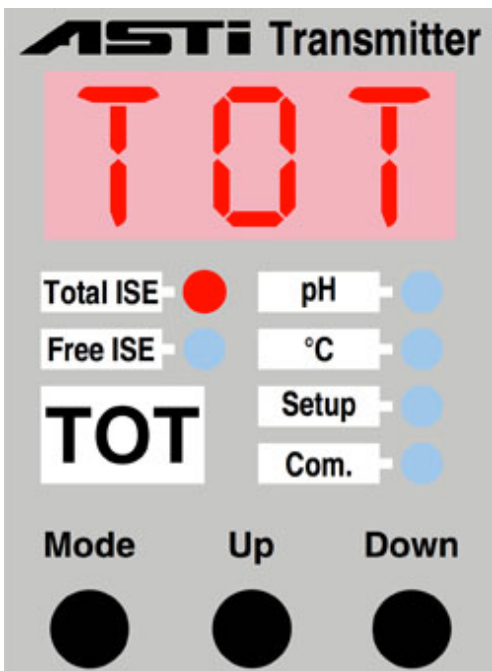 ASTi Transmitter
TOT
Total ISE
pH
Free ISE
°C
TOT
Setup
Com.
Mode Up Down